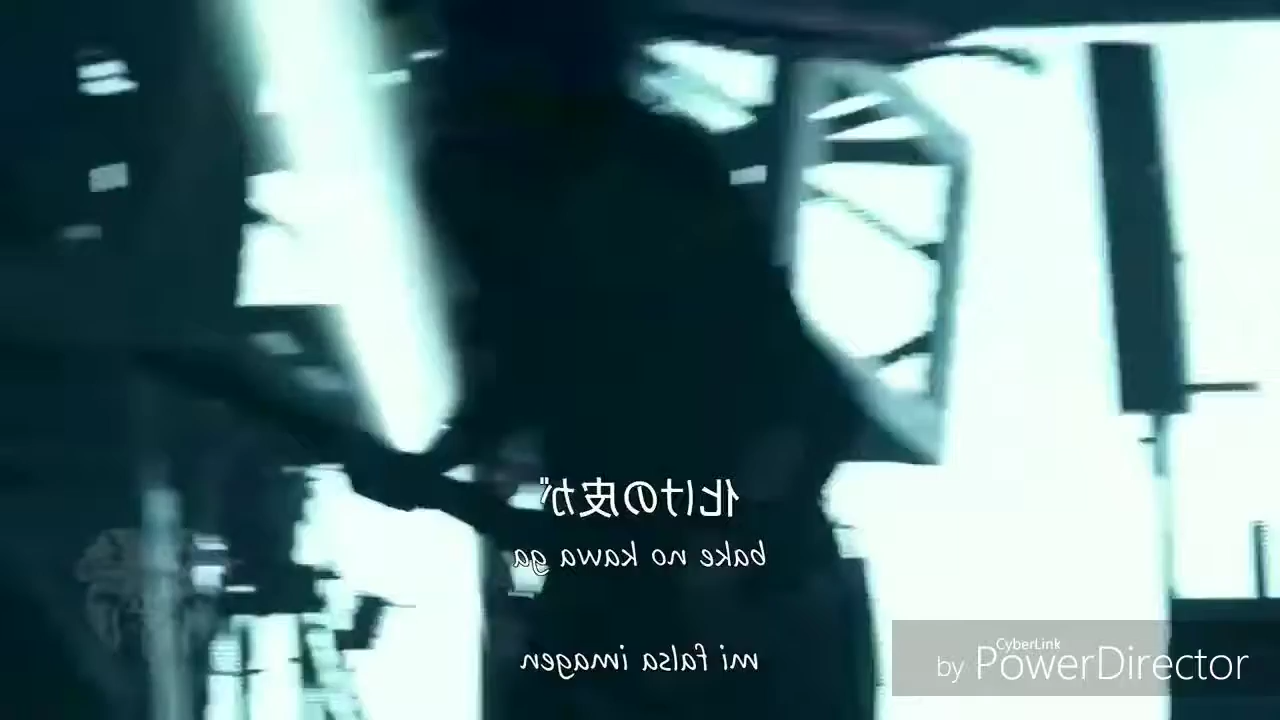 化けの皮が
bake no kawa ga
mi falsa imagen
CyberLink
by PowerDirector